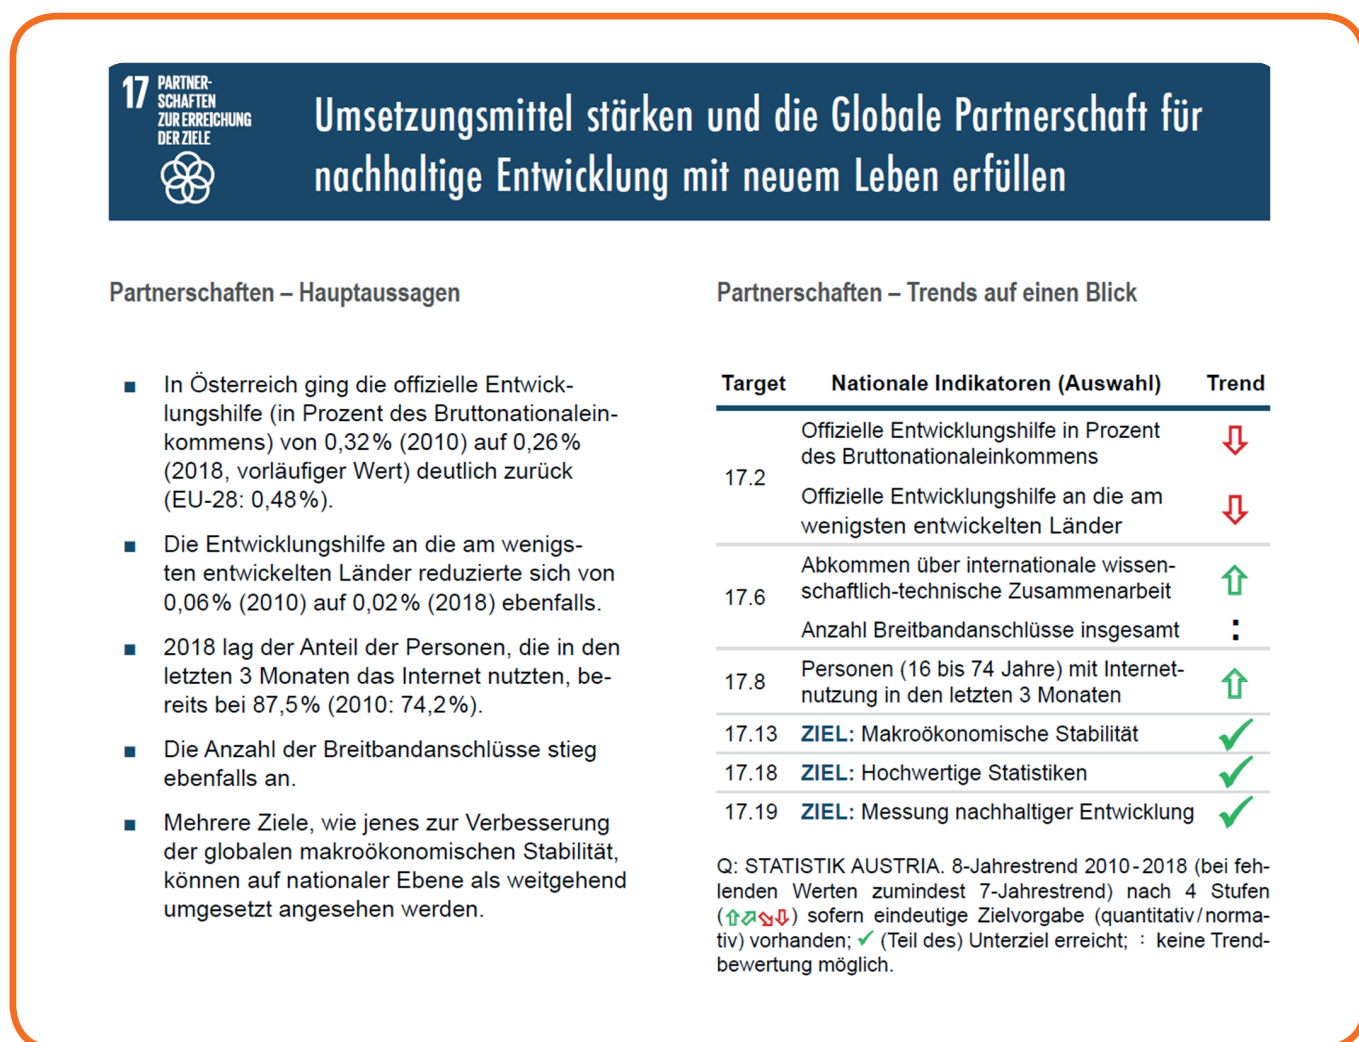 17 PARTNER-
SCHAFTEN
ZUR ERREICHUNG
DER ZIELE
Umsetzungsmittel stärken und die Globale Partnerschaft für
nachhaltige Entwicklung mit neuem Leben erfüllen
Partnerschaften – Hauptaussagen
■ In Österreich ging die offizielle Entwick-
lungshilfe (in Prozent des Bruttonationalein-
kommens) von 0,32% (2010) auf 0,26%
(2018, vorläufiger Wert) deutlich zurück
(EU-28: 0,48%).
■ Die Entwicklungshilfe an die am wenigs-
ten entwickelten Länder reduzierte sich von
0,06% (2010) auf 0,02% (2018) ebenfalls.
■ 2018 lag der Anteil der Personen, die in den
letzten 3 Monaten das Internet nutzten, be-
reits bei 87,5% (2010: 74,2%).
■ Die Anzahl der Breitbandanschlüsse stieg
ebenfalls an.
■ Mehrere Ziele, wie jenes zur Verbesserung
der globalen makroökonomischen Stabilität,
können auf nationaler Ebene als weitgehend
umgesetzt angesehen werden.
Partnerschaften – Trends auf einen Blick
Target Nationale Indikatoren (Auswahl) Trend
17.2
Offizielle Entwicklungshilfe in Prozent
des Bruttonationaleinkommens ⇩
Offizielle Entwicklungshilfe an die am
wenigsten entwickelten Länder ⇩
17.6
Abkommen über internationale wissen-
schaftlich-technische Zusammenarbeit ⇧
Anzahl Breitbandanschlüsse insgesamt :
17.8
Personen (16 bis 74 Jahre) mit Internet-
nutzung in den letzten 3 Monaten ⇧
17.13 ZIEL: Makroökonomische Stabilität ✓
17.18 ZIEL: Hochwertige Statistiken ✓
17.19 ZIEL: Messung nachhaltiger Entwicklung ✓
Q: STATISTIK AUSTRIA. 8-Jahrestrend 2010-2018 (bei feh-
lenden Werten zumindest 7-Jahrestrend) nach 4 Stufen
(⇧⬀⬂⇩) sofern eindeutige Zielvorgabe (quantitativ/norma-
tiv) vorhanden; ✓ (Teil des) Unterziel erreicht; : keine Trend-
bewertung möglich.